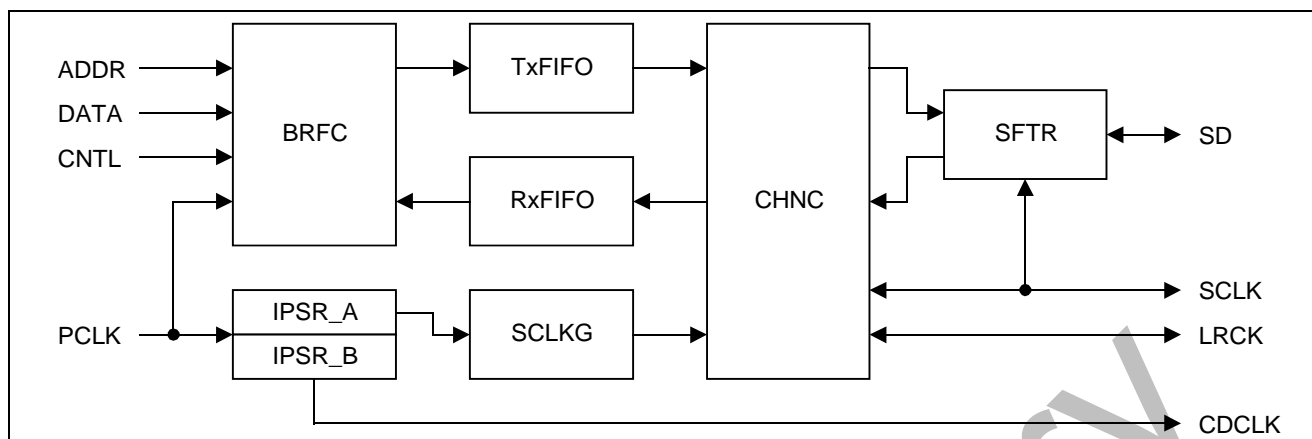 ADDR
DATA
CNTL
PCLK
BRFC
TxFIFO
RxFIFO
IPSR_A
IPSR_B
SCLKG
CHNC
SFTR
SD
SCLK
LRCK
CDCLK